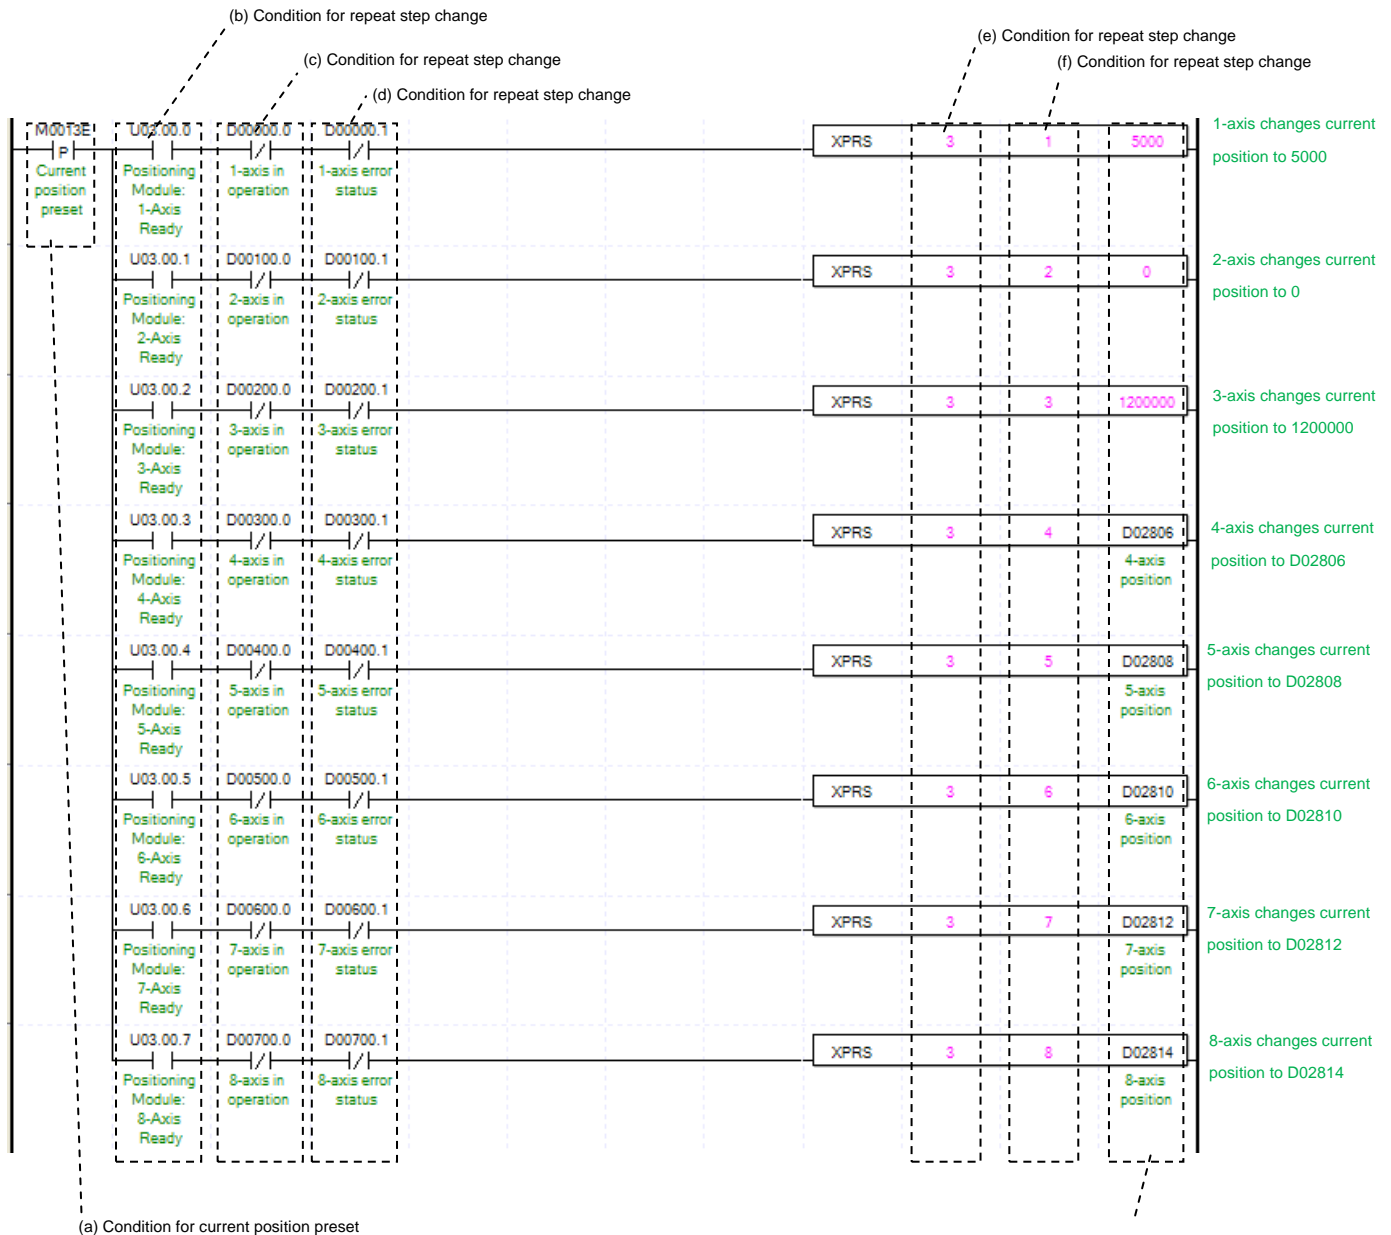 (b) Condition for repeat step change
(c) Condition for repeat step change
(d) Condition for repeat step change
(e) Condition for repeat step change
(f) Condition for repeat step change
M0013E
P
Current
position
preset
U03.00.0 D00000.0 D00000.1
Positioning
Module:
1-Axis
Ready
1-axis in
operation
1-axis error
status
XPRS 3 1 5000
1-axis changes current
position to 5000
U03.00.1 D00100.0 D00100.1
Positioning
Module:
2-Axis
Ready
2-axis in
operation
2-axis error
status
XPRS 3 2 0
2-axis changes current
position to 0
U03.00.2 D00200.0 D00200.1
Positioning
Module:
3-Axis
Ready
3-axis in
operation
3-axis error
status
XPRS 3 3 1200000
3-axis changes current
position to 1200000
U03.00.3 D00300.0 D00300.1
Positioning
Module:
4-Axis
Ready
4-axis in
operation
4-axis error
status
XPRS 3 4 D02806
4-axis
position
4-axis changes current
position to D02806
U03.00.4 D00400.0 D00400.1
Positioning
Module:
5-Axis
Ready
5-axis in
operation
5-axis error
status
XPRS 3 5 D02808
5-axis
position
5-axis changes current
position to D02808
U03.00.5 D00500.0 D00500.1
Positioning
Module:
6-Axis
Ready
6-axis in
operation
6-axis error
status
XPRS 3 6 D02810
6-axis
position
6-axis changes current
position to D02810
U03.00.6 D00600.0 D00600.1
Positioning
Module:
7-Axis
Ready
7-axis in
operation
7-axis error
status
XPRS 3 7 D02812
7-axis
position
7-axis changes current
position to D02812
U03.00.7 D00700.0 D00700.1
Positioning
Module:
8-Axis
Ready
8-axis in
operation
8-axis error
status
XPRS 3 8 D02814
8-axis
position
8-axis changes current
position to D02814
(a) Condition for current position preset